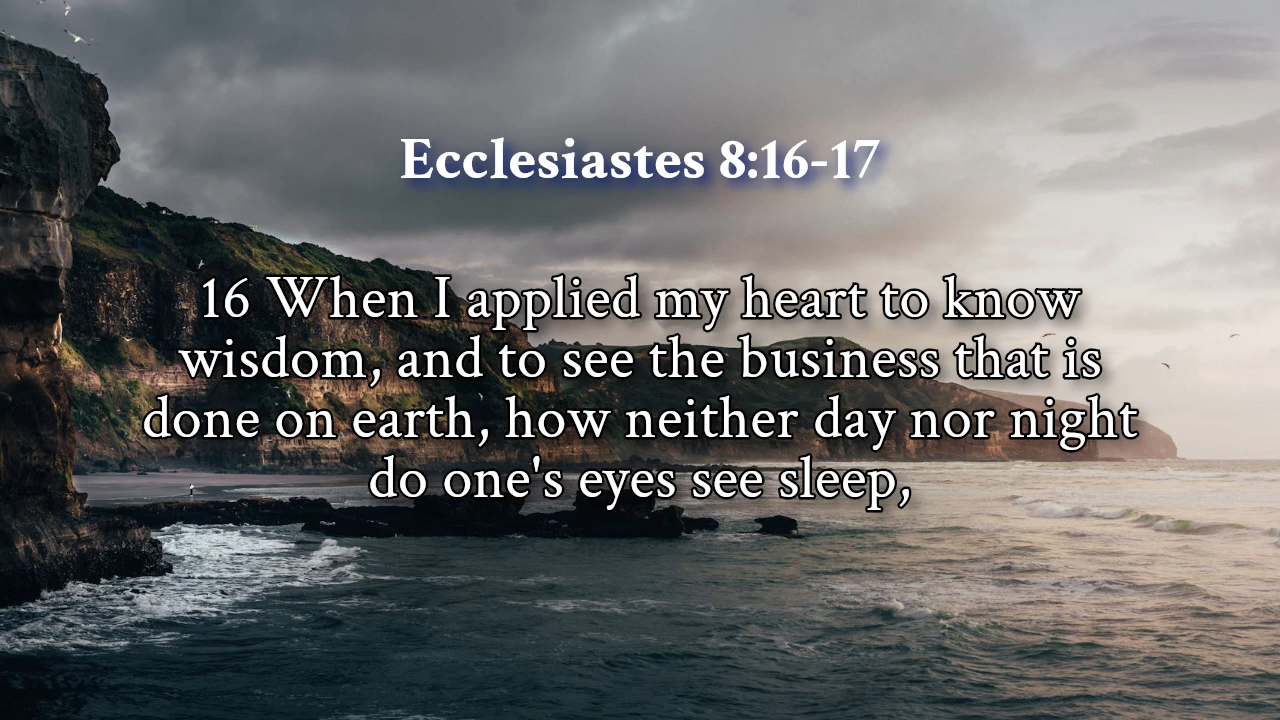 Ecclesiastes 8:16-17
16 When I applied my heart to know
wisdom, and to see the business that is
done on earth, how neither day nor night
do one's eyes see sleep,